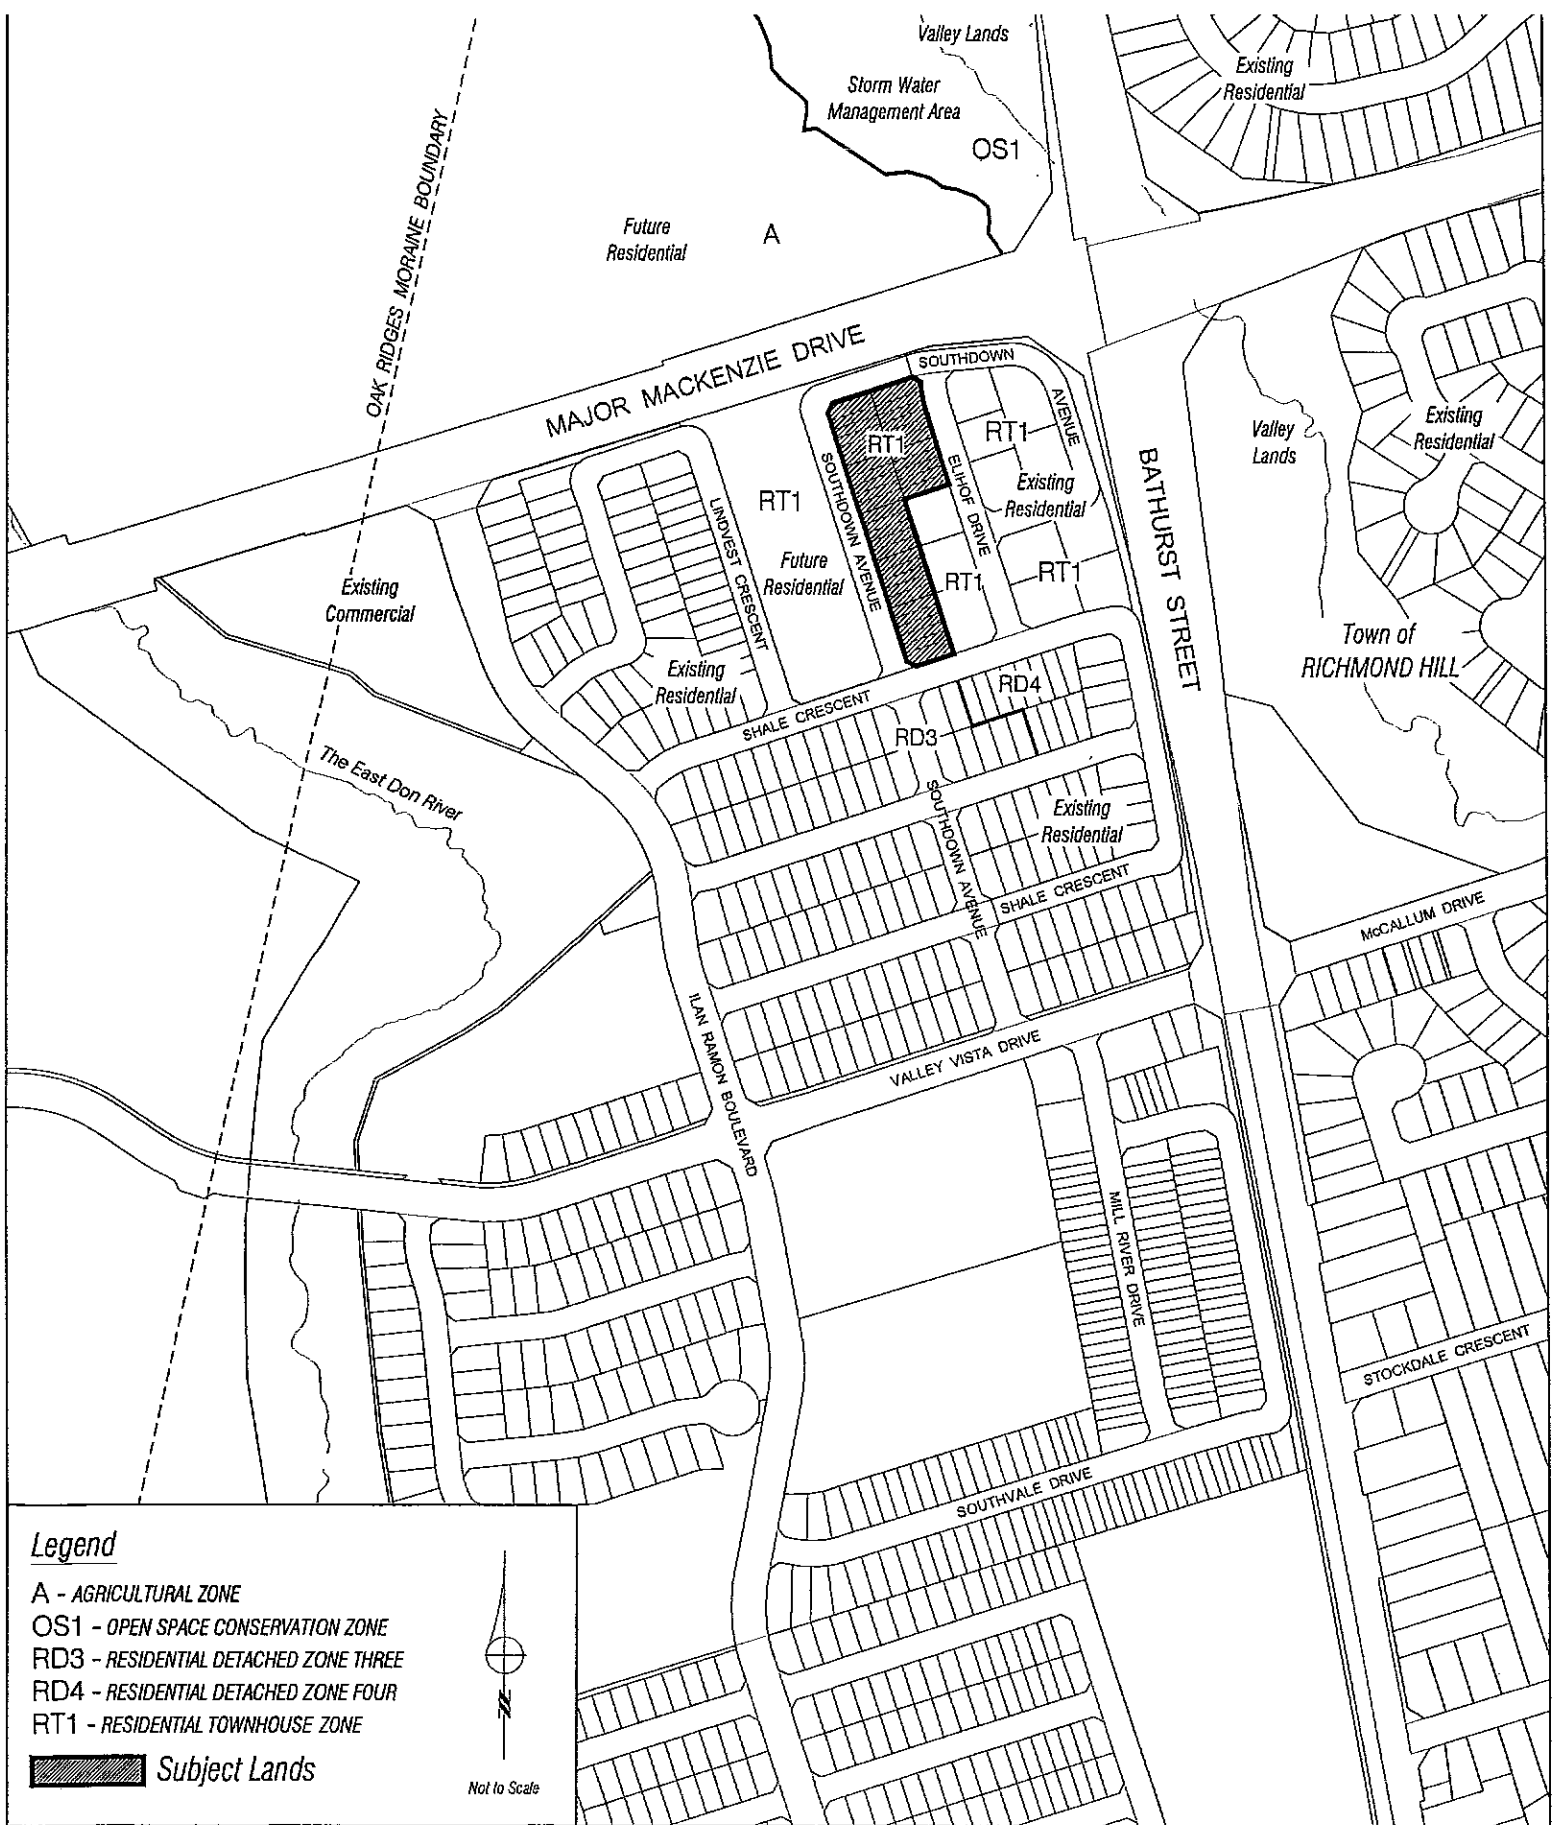 Valley Lands
Existing
Residential
Storm Water
Management Area
OS1
OAK RIDGES MORAINE BOUNDARY
Future
Residential
A
MAJOR MACKENZIE DRIVE
SOUTHDOWN
AVENUE
RT1
RT1
ELIHOF DRIVE
Existing
Residential
SOUTHDOWN AVENUE
RT1
LINDVEST CRESCENT
Future
Residential
RT1
RT1
BATHURST STREET
Valley
Lands
Existing
Residential
Existing
Commercial
Existing
Residential
Town of
RICHMOND HILL
RD4
SHALE CRESCENT
RD3
The East Don River
SOUTHDOWN AVENUE
Existing
Residential
SHALE CRESCENT
McCALLUM DRIVE
ILAN RAMON BOULEVARD
VALLEY VISTA DRIVE
MILL RIVER DRIVE
STOCKDALE CRESCENT
SOUTHVALE DRIVE
Legend
A - AGRICULTURAL ZONE
OS1 - OPEN SPACE CONSERVATION ZONE
RD3 - RESIDENTIAL DETACHED ZONE THREE
RD4 - RESIDENTIAL DETACHED ZONE FOUR
RT1 - RESIDENTIAL TOWNHOUSE ZONE
Subject Lands
N
Not to Scale